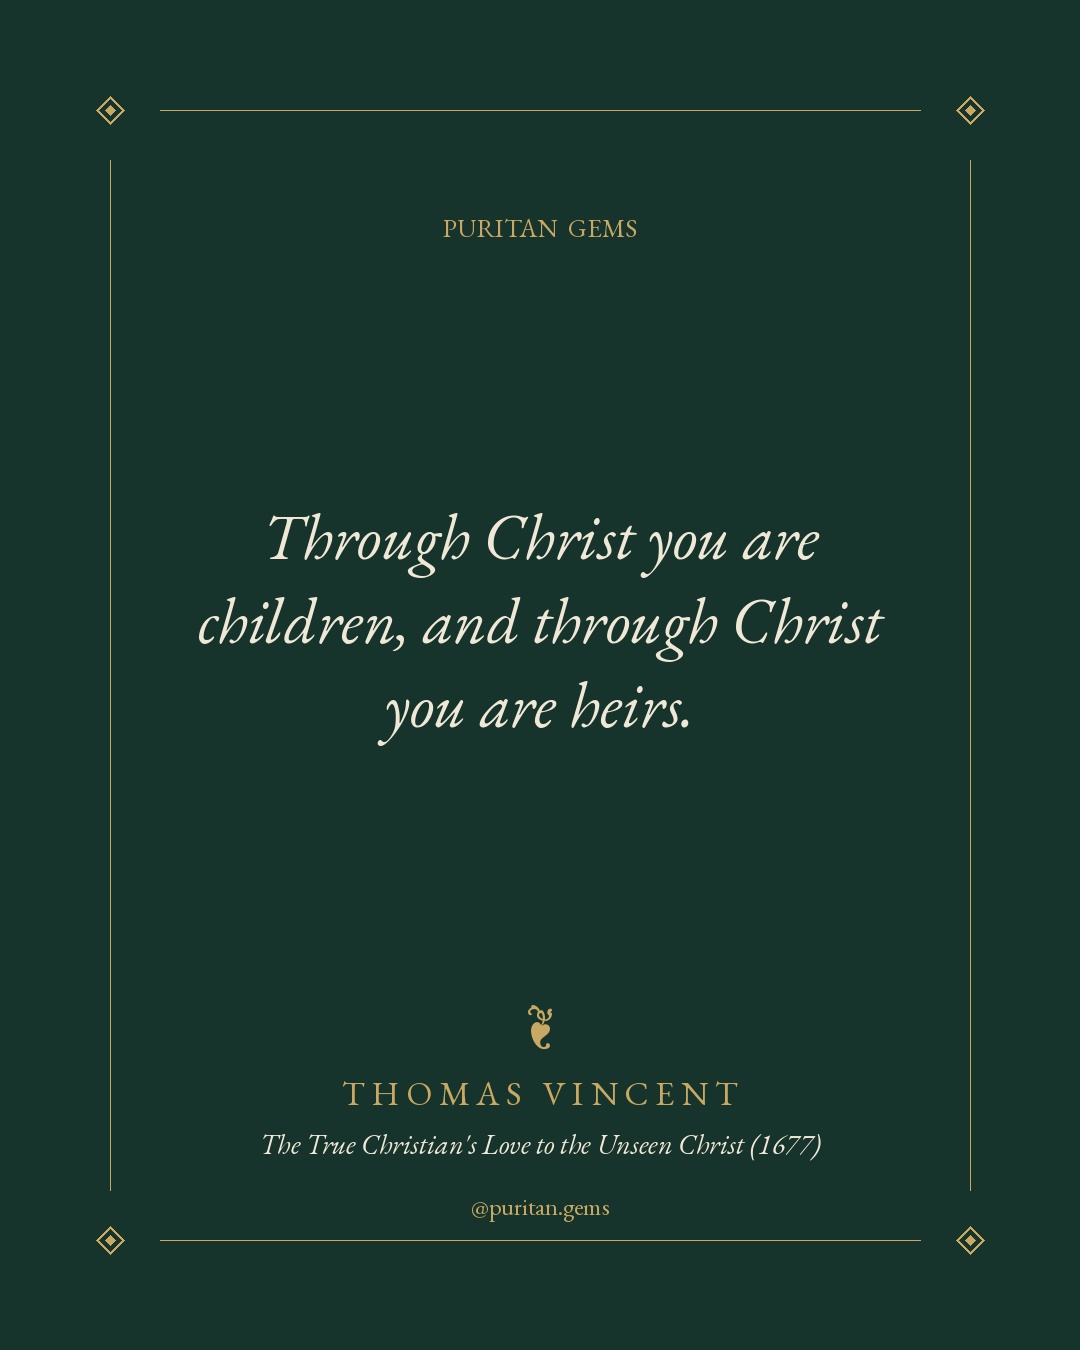 PURITAN GEMS
Through Christ you are
children, and through Christ
you are heirs.
THOMAS VINCENT
The True Christian's Love to the Unseen Christ (1677)
@puritan.gems